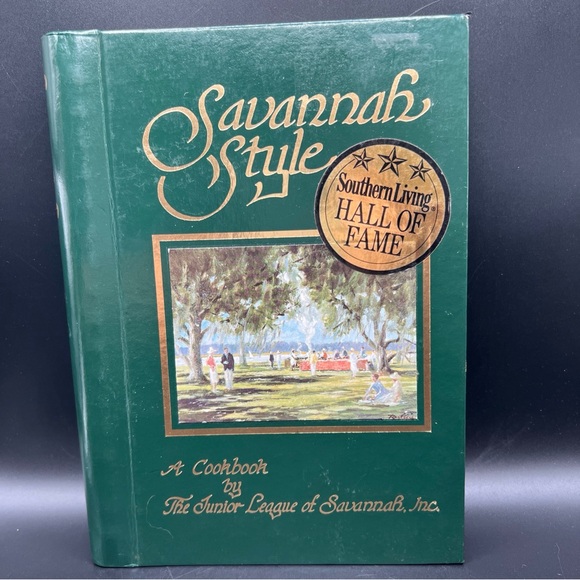 Savannah
Style
Southern Living®
HALL OF
FAME
A Cookbook
by
The Junior League of Savannah, Inc.